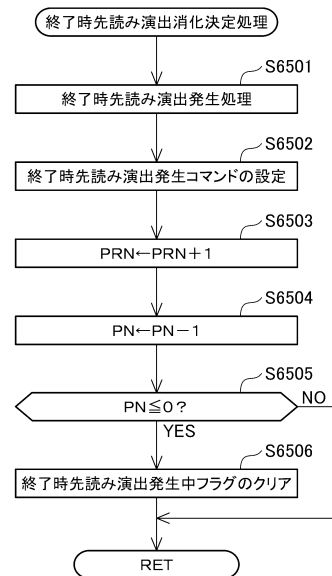 終了時先読み演出消化決定処理
S6501
終了時先読み演出発生処理
S6502
終了時先読み演出発生コマンドの設定
S6503
PRN←PRN+1
S6504
PN←PN-1
S6505
PN≦0?
NO
YES
S6506
終了時先読み演出発生中フラグのクリア
RET